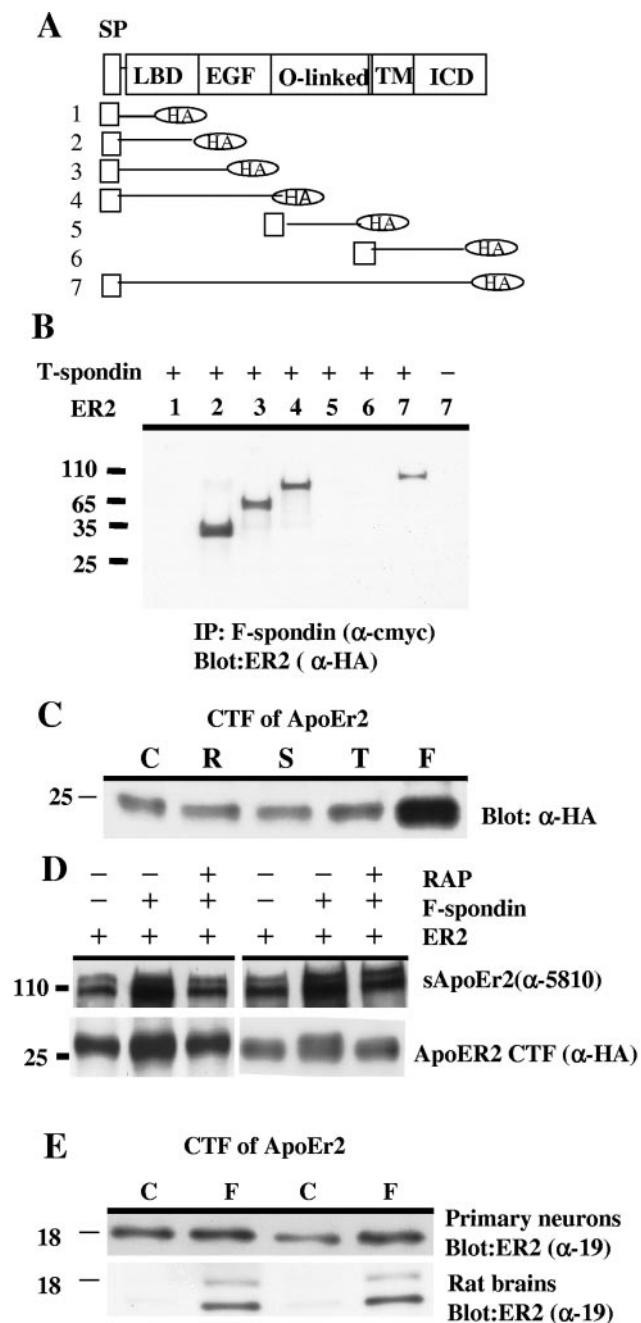 A
SP
LBD EGF O-linked TM ICD
1 HA
2 HA
3 HA
4 HA
5 HA
6 HA
7 HA
B
T-spondin + + + + + + + −
ER2 1 2 3 4 5 6 7 7
110
65
35
25
IP: F-spondin (α-cmyc)
Blot:ER2 ( α-HA)
C
CTF of ApoEr2
C R S T F
25
Blot: α-HA
D
− − + − − + RAP
− + + − + + F-spondin
+ + + + + + ER2
110 sApoEr2(α-5810)
25 ApoER2 CTF (α-HA)
E
CTF of ApoEr2
C F C F
18 Primary neurons
Blot:ER2 (α-19)
18 Rat brains
Blot:ER2 (α-19)